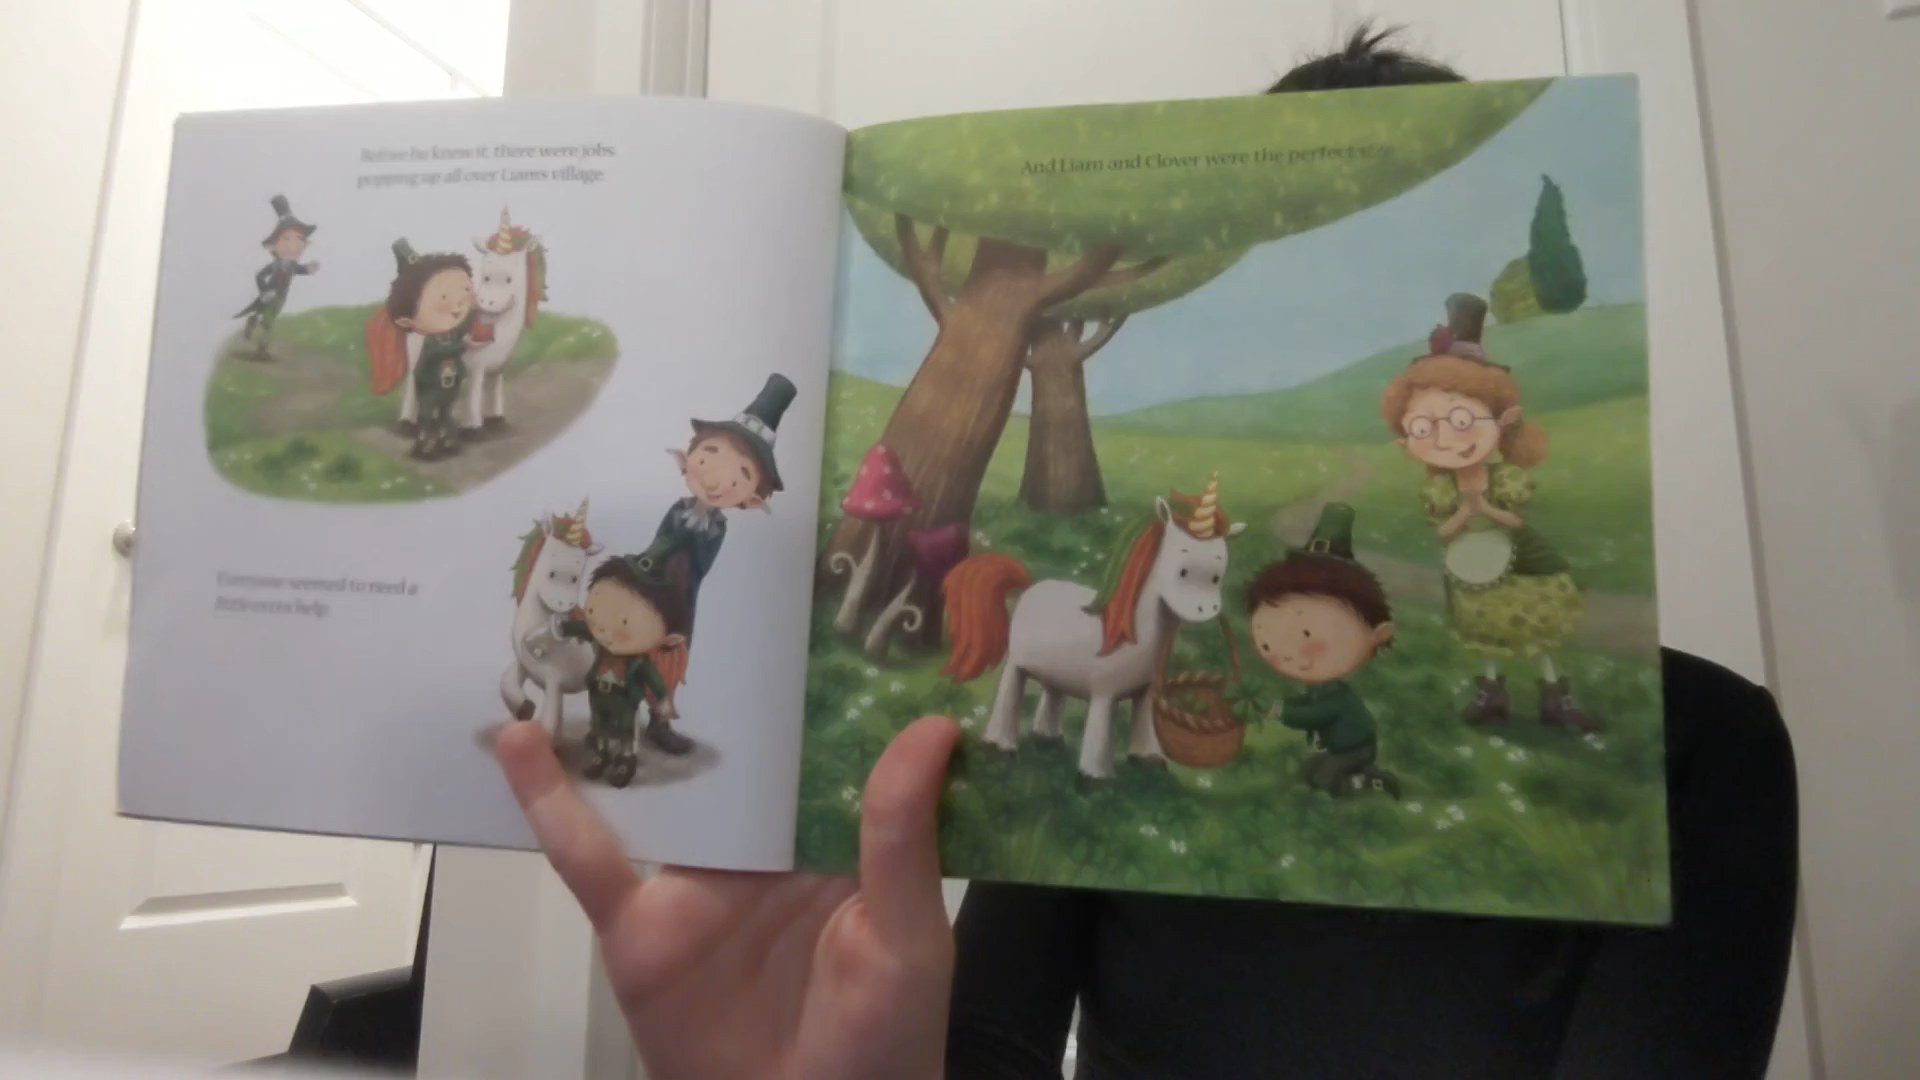 Before he knew it, there were jobs
popping up all over Liam's village.
Everyone seemed to need a
little extra help.
And Liam and Clover were the perfect size